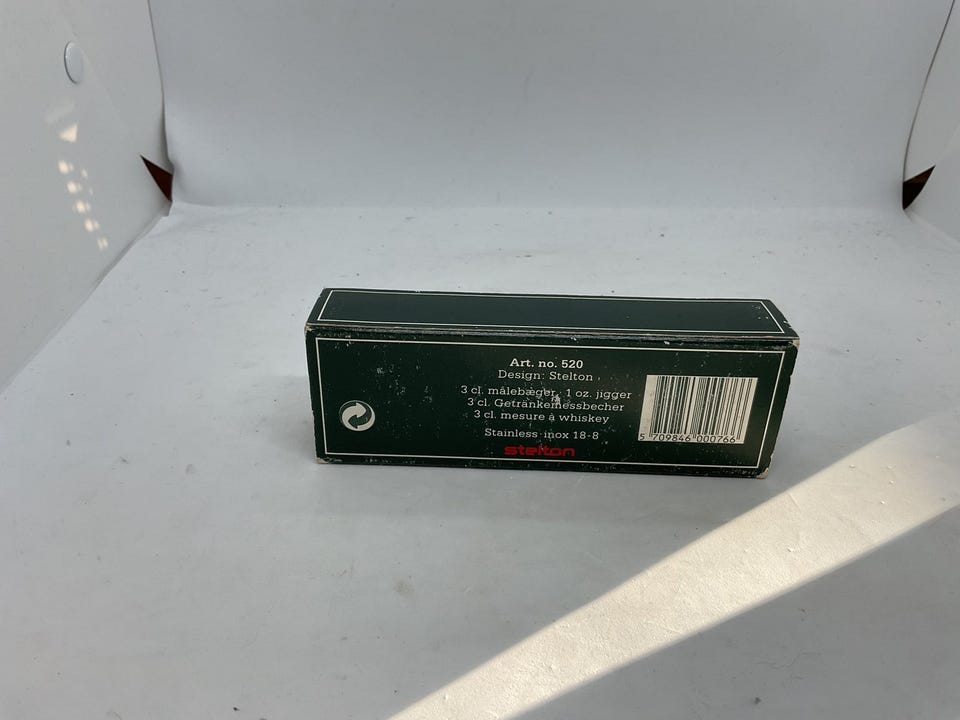 Art. no. 520
Design: Stelton
3 cl. målebæger · 1 oz. jigger
3 cl. Getränkemessbecher
3 cl. mesure à whiskey
Stainless · inox 18-8
stelton
5 709846 000766